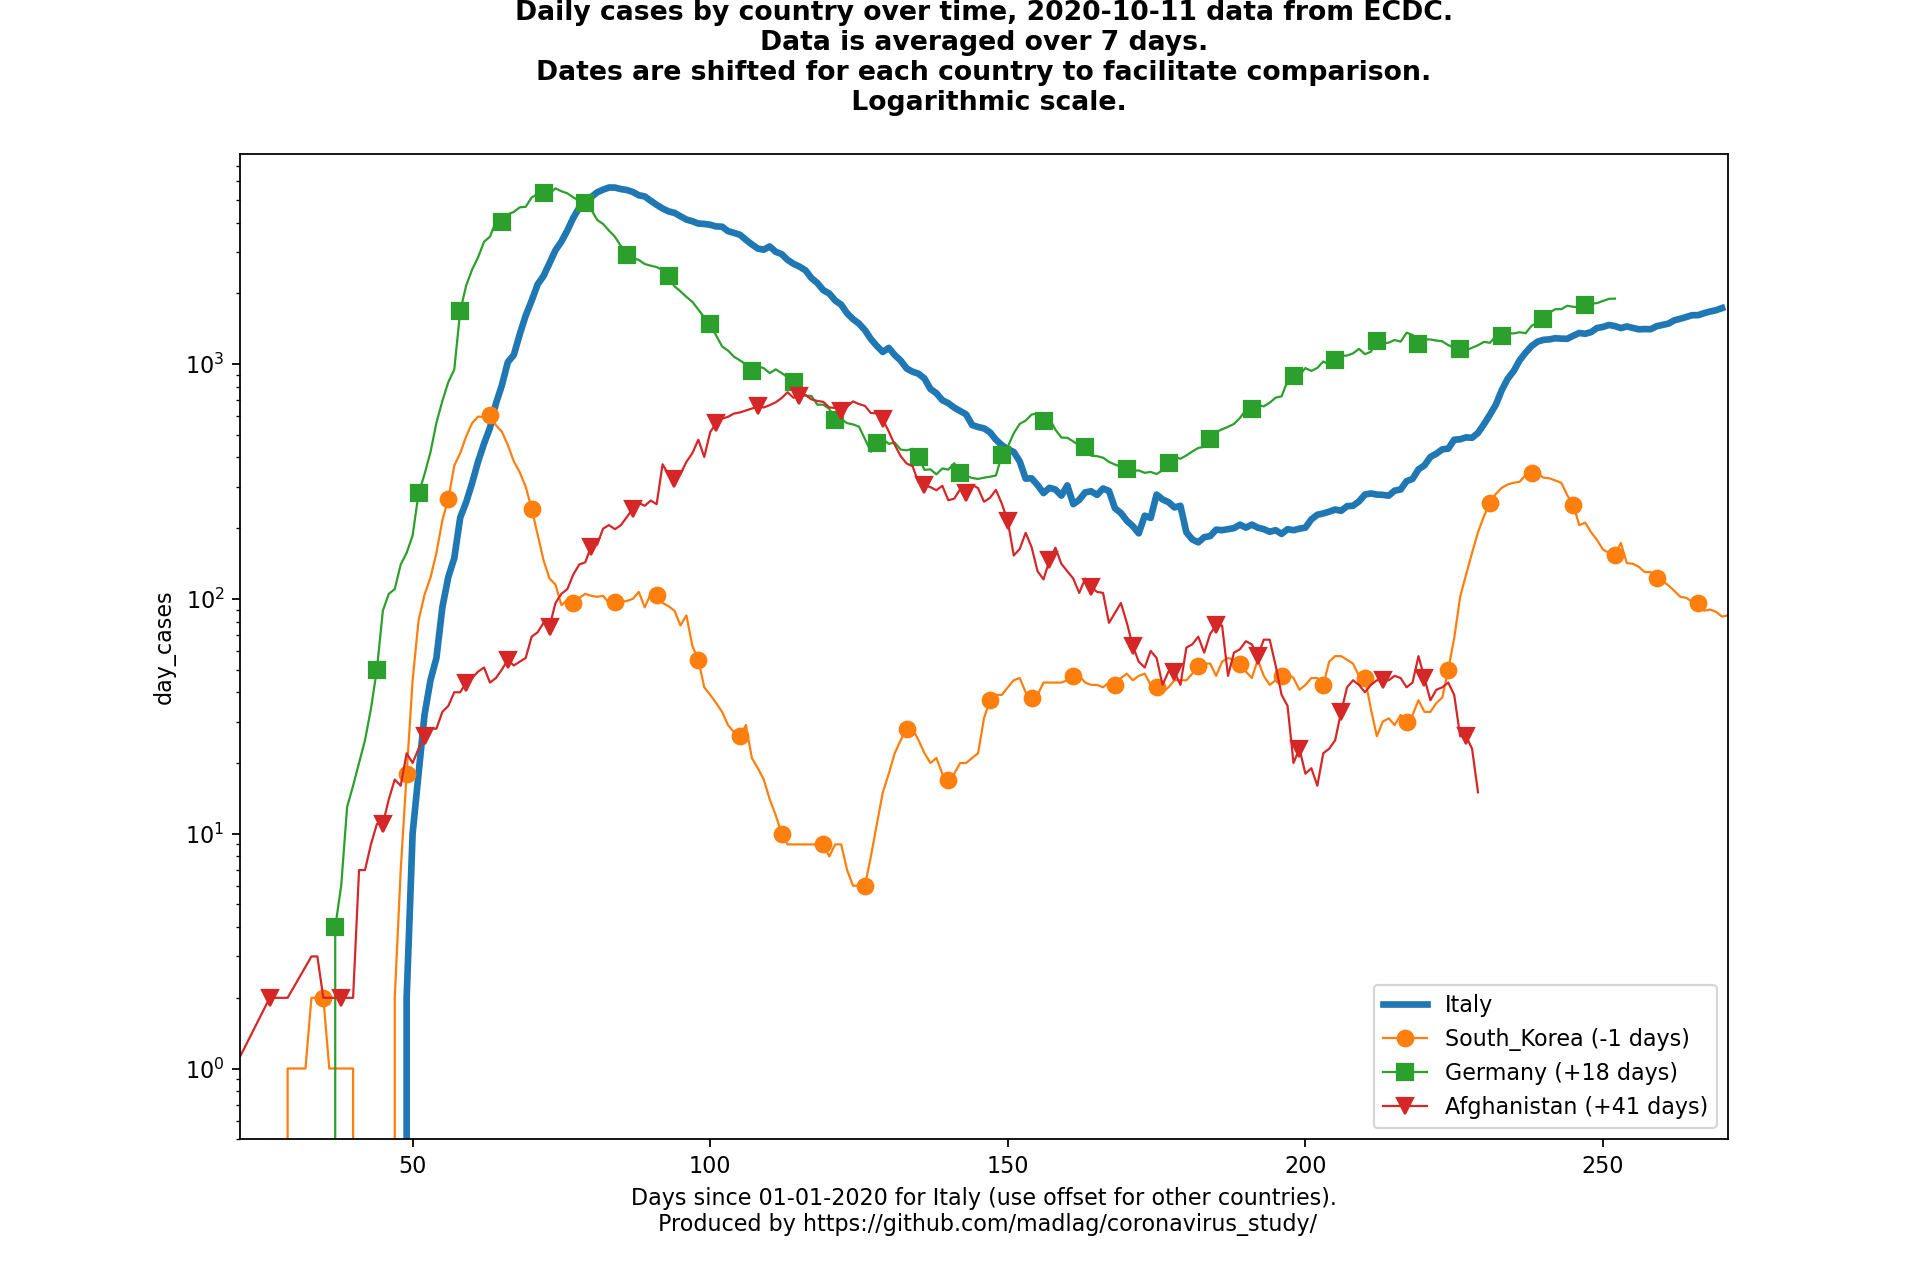 Daily cases by country over time, 2020-10-11 data from ECDC.
Data is averaged over 7 days.
Dates are shifted for each country to facilitate comparison.
Logarithmic scale.
day_cases
10³
10²
10¹
10⁰
50
100
150
200
250
Italy
South_Korea (-1 days)
Germany (+18 days)
Afghanistan (+41 days)
Days since 01-01-2020 for Italy (use offset for other countries).
Produced by https://github.com/madlag/coronavirus_study/